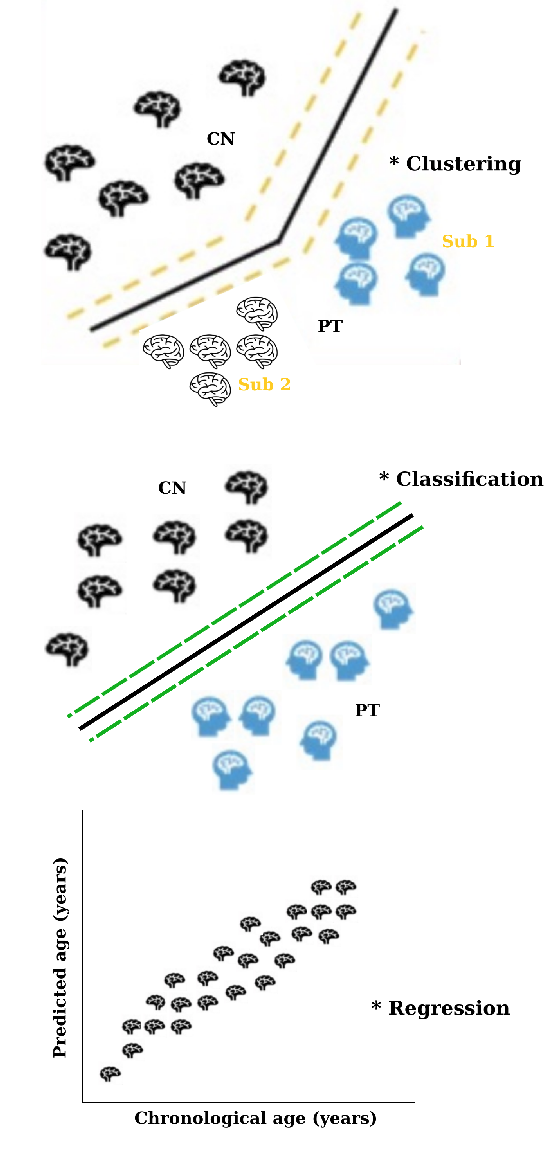 CN
* Clustering
Sub 1
PT
Sub 2
* Classification
CN
PT
Predicted age (years)
* Regression
Chronological age (years)